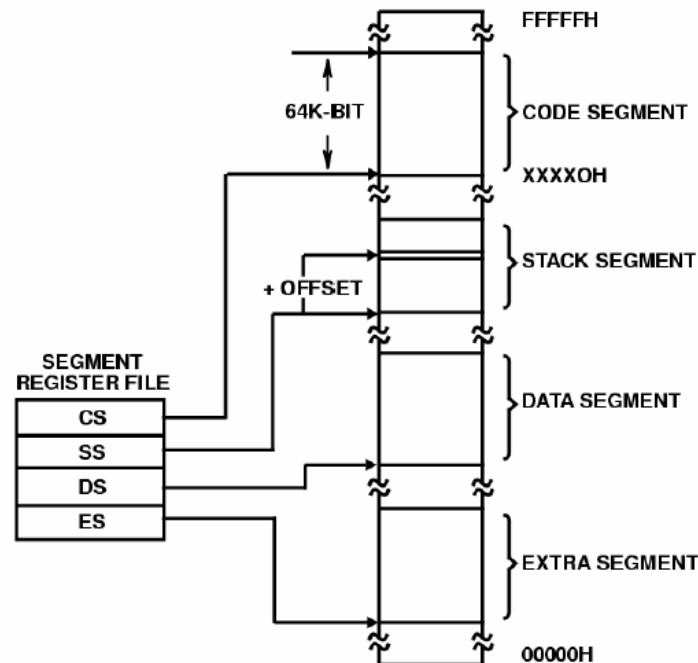 FFFFFH
64K-BIT
CODE SEGMENT
XXXXOH
STACK SEGMENT
+ OFFSET
SEGMENT
REGISTER FILE
CS
SS
DS
ES
DATA SEGMENT
EXTRA SEGMENT
00000H